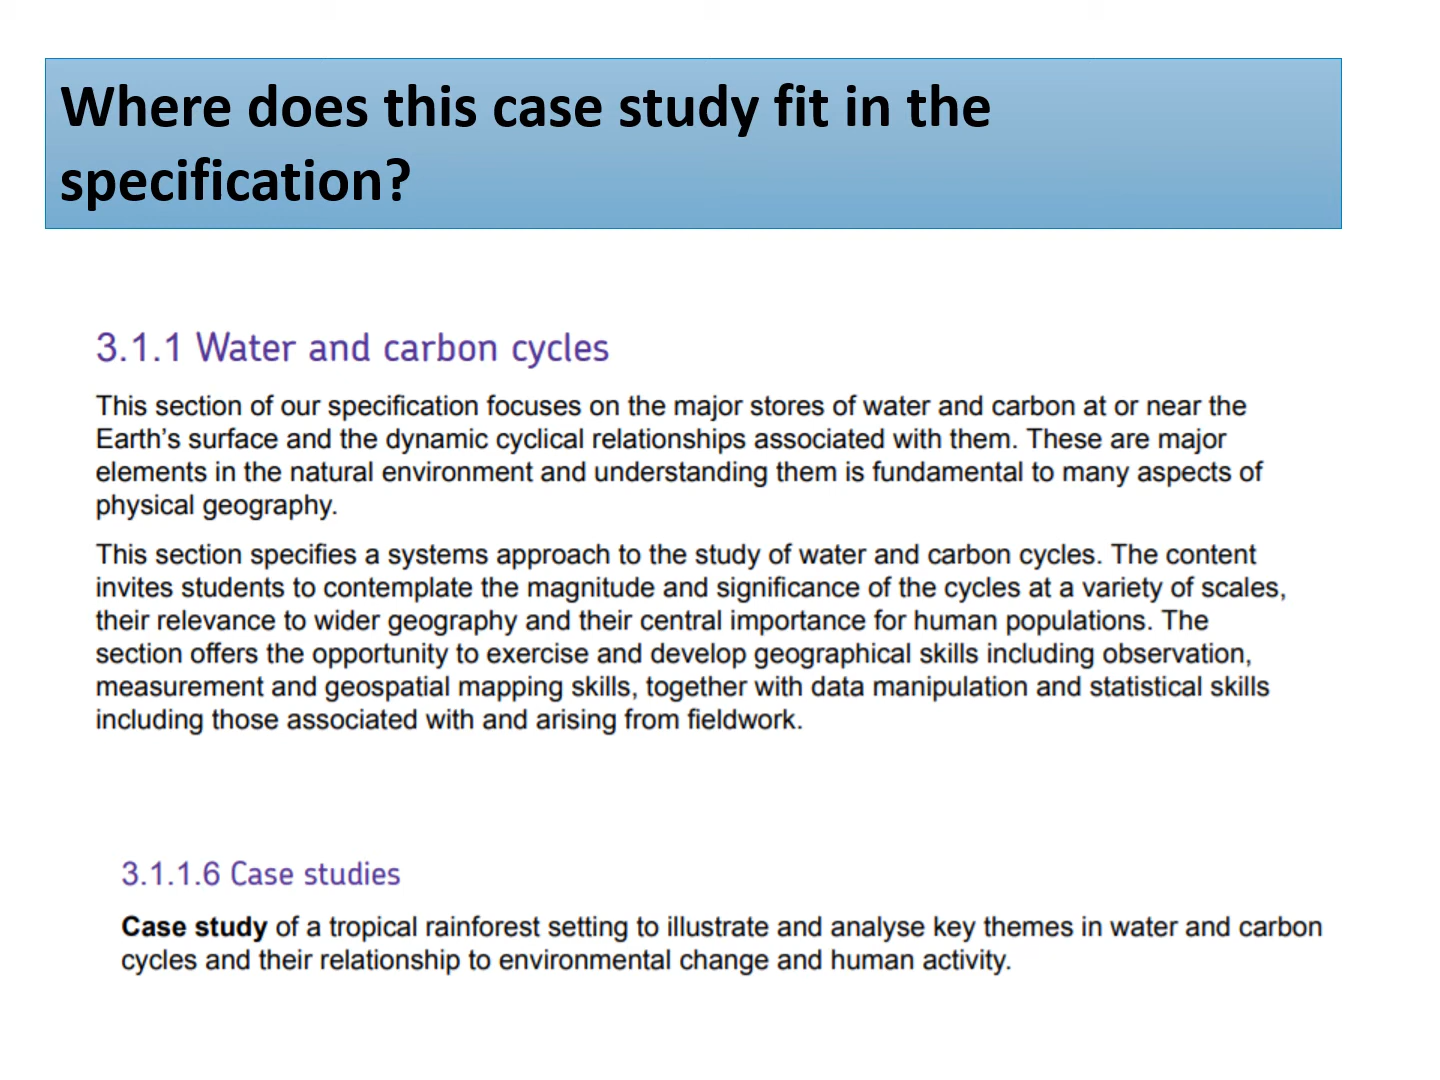 Where does this case study fit in the
specification?
3.1.1 Water and carbon cycles
This section of our specification focuses on the major stores of water and carbon at or near the
Earth's surface and the dynamic cyclical relationships associated with them. These are major
elements in the natural environment and understanding them is fundamental to many aspects of
physical geography.
This section specifies a systems approach to the study of water and carbon cycles. The content
invites students to contemplate the magnitude and significance of the cycles at a variety of scales,
their relevance to wider geography and their central importance for human populations. The
section offers the opportunity to exercise and develop geographical skills including observation,
measurement and geospatial mapping skills, together with data manipulation and statistical skills
including those associated with and arising from fieldwork.
3.1.1.6 Case studies
Case study of a tropical rainforest setting to illustrate and analyse key themes in water and carbon
cycles and their relationship to environmental change and human activity.